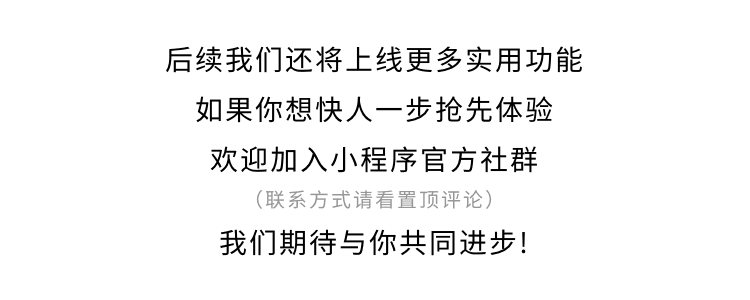 后续我们还将上线更多实用功能
如果你想快人一步抢先体验
欢迎加入小程序官方社群
（联系方式请看置顶评论）
我们期待与你共同进步!